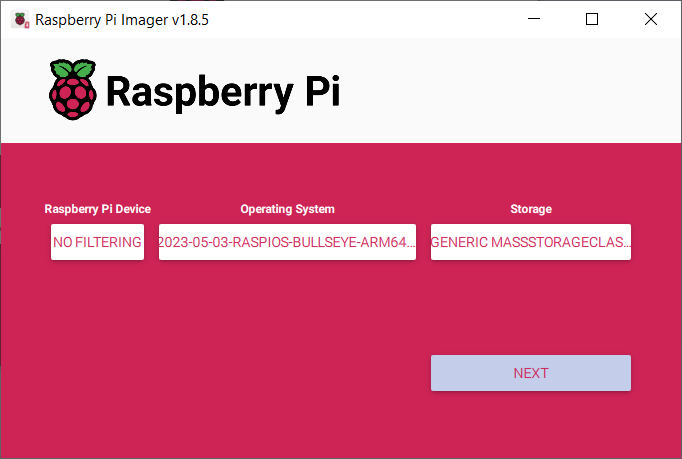 Raspberry Pi Imager v1.8.5
Raspberry Pi
Raspberry Pi Device
Operating System
Storage
NO FILTERING
2023-05-03-RASPIOS-BULLSEYE-ARM64...
GENERIC MASSSTORAGECLAS...
NEXT